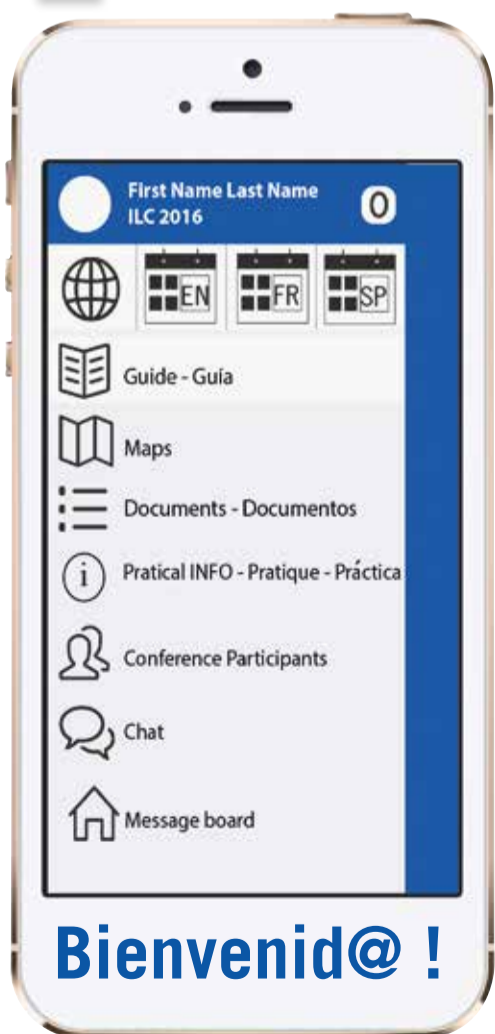 First Name Last Name
ILC 2016
0
EN FR SP
Guide - Guía
Maps
Documents - Documentos
i
Pratical INFO - Pratique - Práctica
Conference Participants
Chat
Message board
Bienvenid@ !